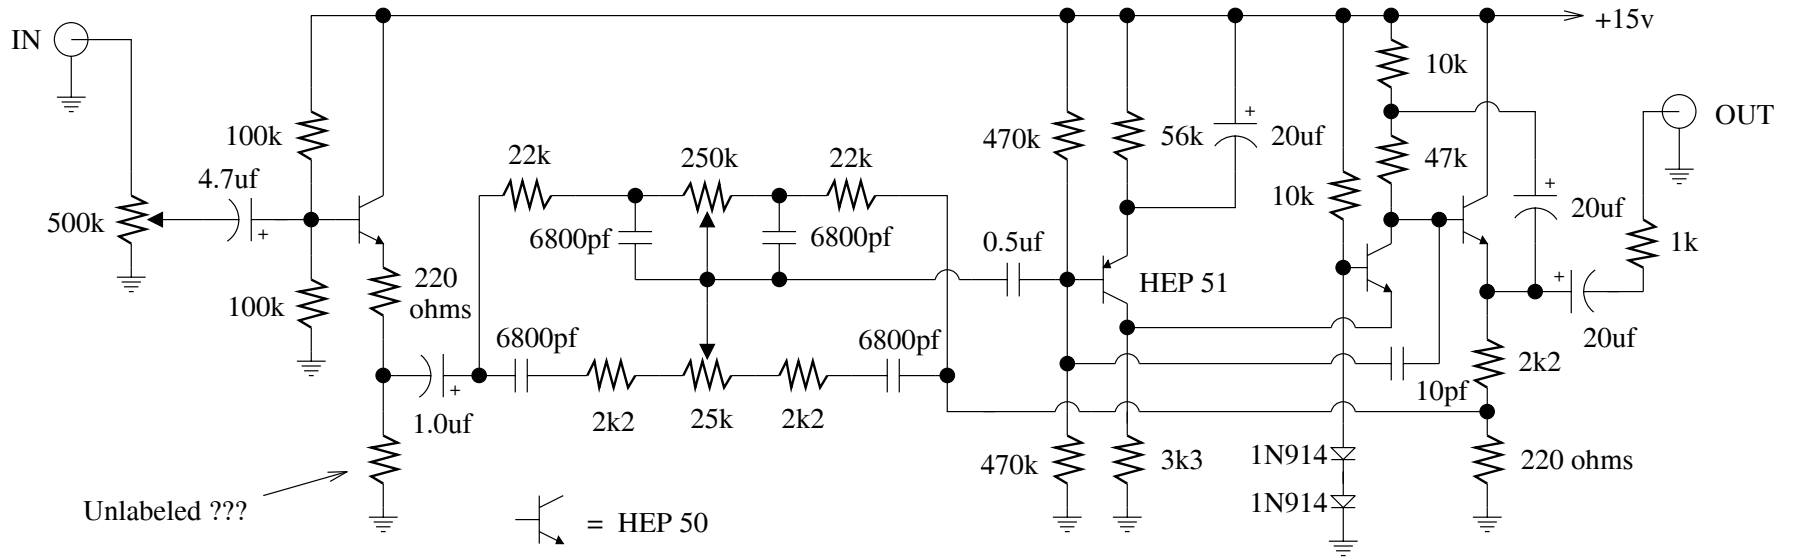 IN
+15v
OUT
100k
4.7uf
+
500k
100k
220
ohms
1.0uf
+
Unlabeled ???
22k
250k
22k
6800pf
6800pf
6800pf
6800pf
2k2
25k
2k2
= HEP 50
0.5uf
470k
56k
+
20uf
HEP 51
470k
3k3
10k
10k
47k
+
20uf
1k
+
20uf
10pf
2k2
1N914
1N914
220 ohms